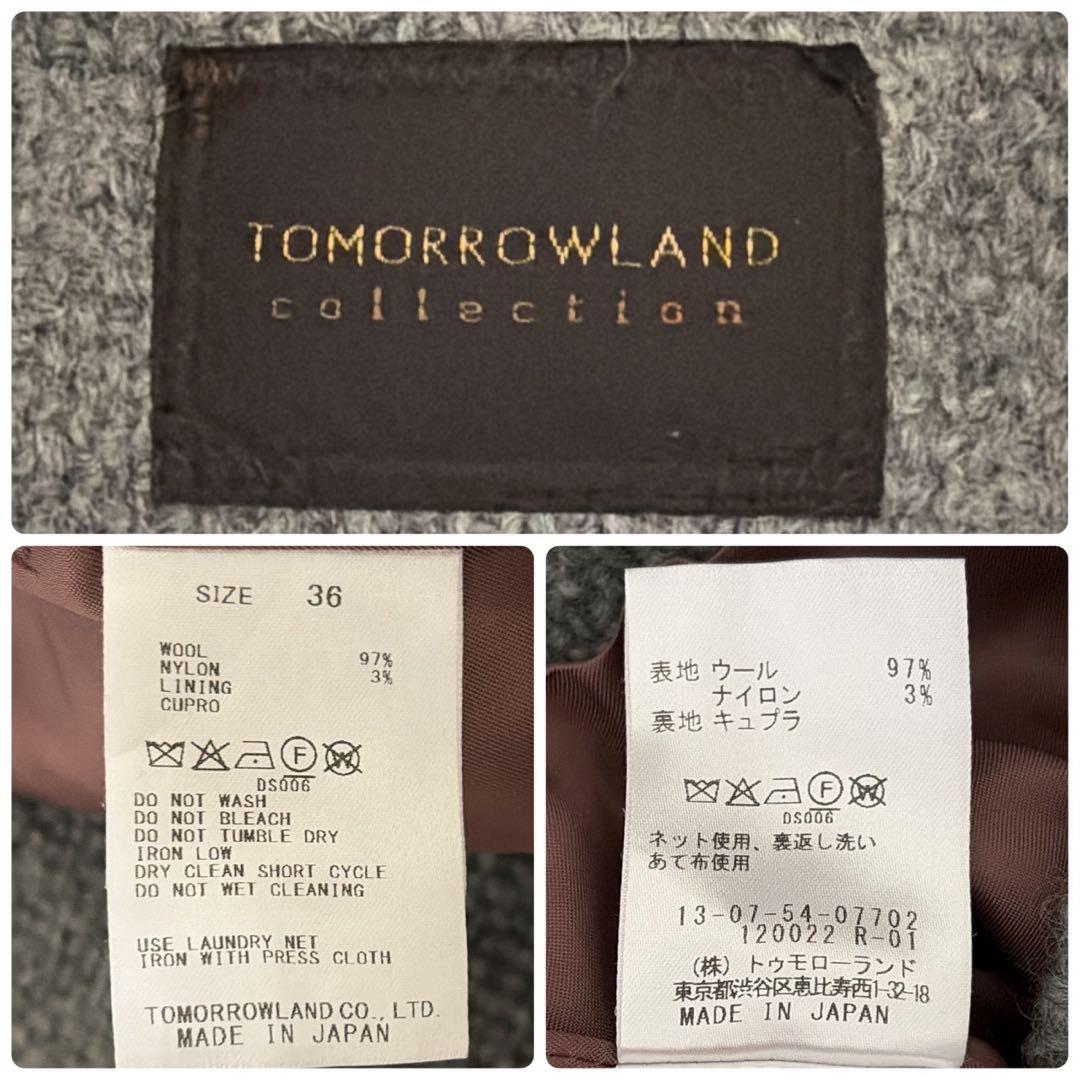 TOMORROWLAND
collection
SIZE 36
WOOL 97%
NYLON 3%
LINING
CUPRO
F
W
DS006
DO NOT WASH
DO NOT BLEACH
DO NOT TUMBLE DRY
IRON LOW
DRY CLEAN SHORT CYCLE
DO NOT WET CLEANING
USE LAUNDRY NET
IRON WITH PRESS CLOTH
TOMORROWLAND CO., LTD.
MADE IN JAPAN
表地 ウール 97%
ナイロン 3%
裏地 キュプラ
F
W
DS006
ネット使用、裏返し洗い
あて布使用
13-07-54-07702
120022 R-01
(株) トゥモローランド
東京都渋谷区恵比寿西1-32-18
MADE IN JAPAN